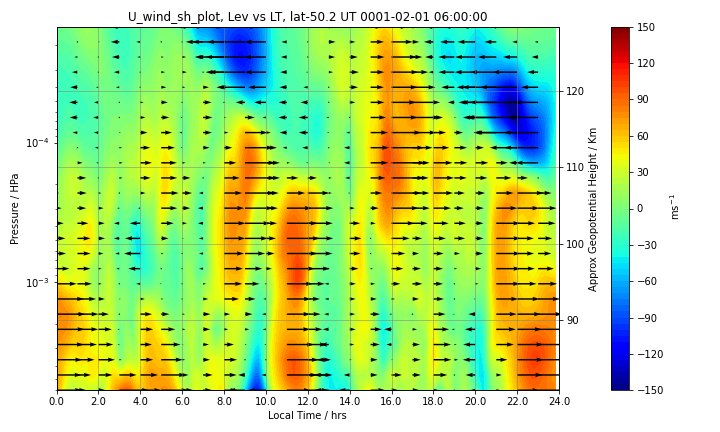 U_wind_sh_plot, Lev vs LT, lat-50.2 UT 0001-02-01 06:00:00
Pressure / HPa
10⁻⁴
10⁻³
0.0 2.0 4.0 6.0 8.0 10.0 12.0 14.0 16.0 18.0 20.0 22.0 24.0
Local Time / hrs
120
110
100
90
Approx Geopotential Height / Km
150
120
90
60
30
0
−30
−60
−90
−120
−150
ms⁻¹